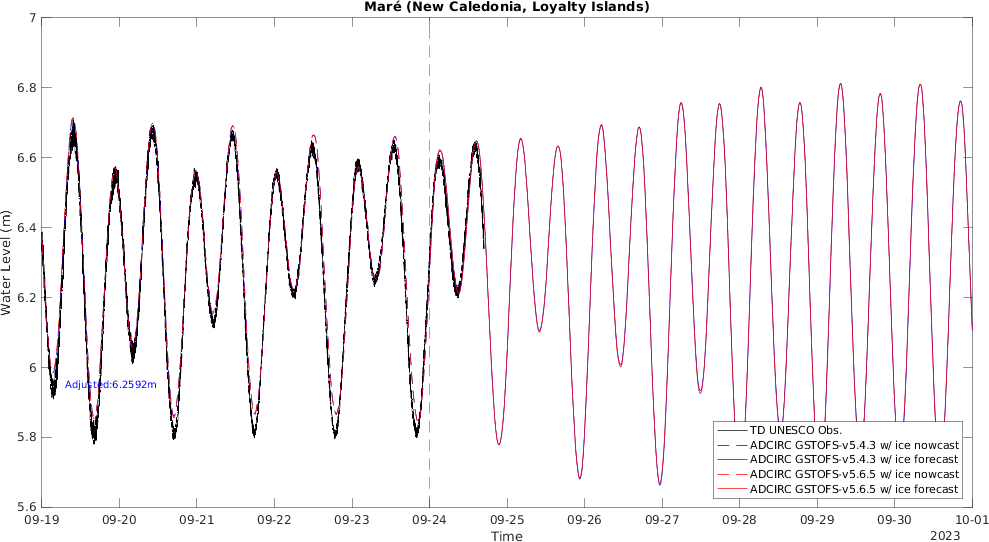 Maré (New Caledonia, Loyalty Islands)
7
6.8
6.6
6.4
6.2
6
5.8
5.6
Water Level (m)
Adjusted:6.2592m
TD UNESCO Obs.
ADCIRC GSTOFS-v5.4.3 w/ ice nowcast
ADCIRC GSTOFS-v5.4.3 w/ ice forecast
ADCIRC GSTOFS-v5.6.5 w/ ice nowcast
ADCIRC GSTOFS-v5.6.5 w/ ice forecast
09-19 09-20 09-21 09-22 09-23 09-24 09-25 09-26 09-27 09-28 09-29 09-30 10-01
Time
2023